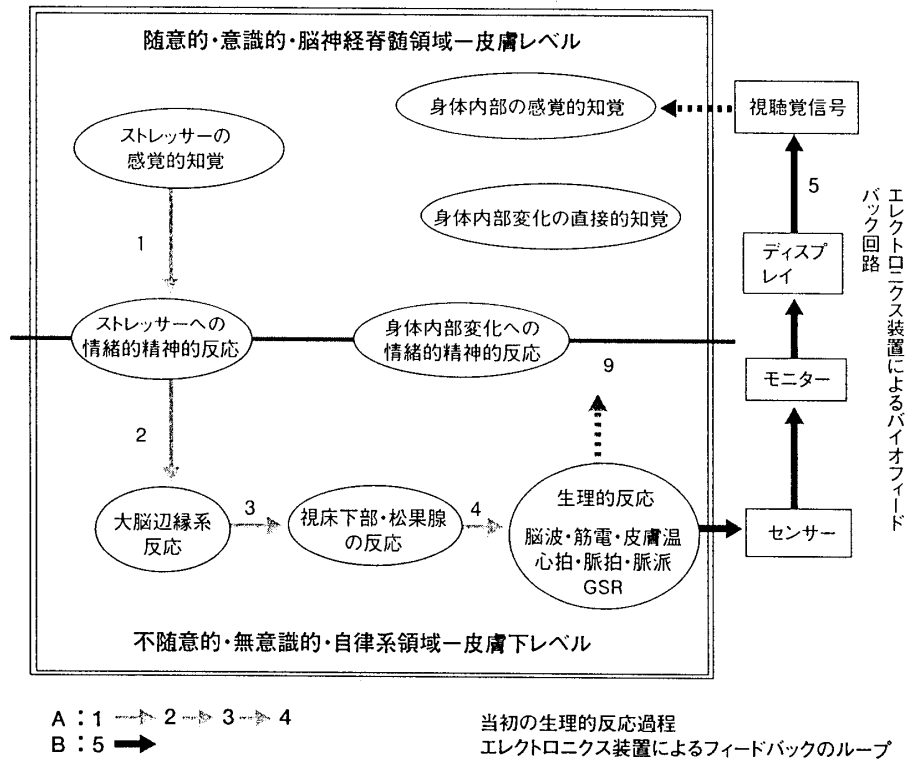 随意的・意識的・脳神経脊髄領域ー皮膚レベル
身体内部の感覚的知覚
視聴覚信号
ストレッサーの
感覚的知覚
5
身体内部変化の直接的知覚
1
ディスプ
レイ
エレクトロニクス装置によるバイオフィード
バック回路
ストレッサーへの
情緒的精神的反応
身体内部変化への
情緒的精神的反応
9
モニター
2
大脳辺縁系
反応
3
視床下部・松果腺
の反応
4
生理的反応
脳波・筋電・皮膚温
心拍・脈拍・脈派
GSR
センサー
不随意的・無意識的・自律系領域ー皮膚下レベル
A：1 → 2 → 3 → 4
当初の生理的反応過程
B：5 →
エレクトロニクス装置によるフィードバックのループ